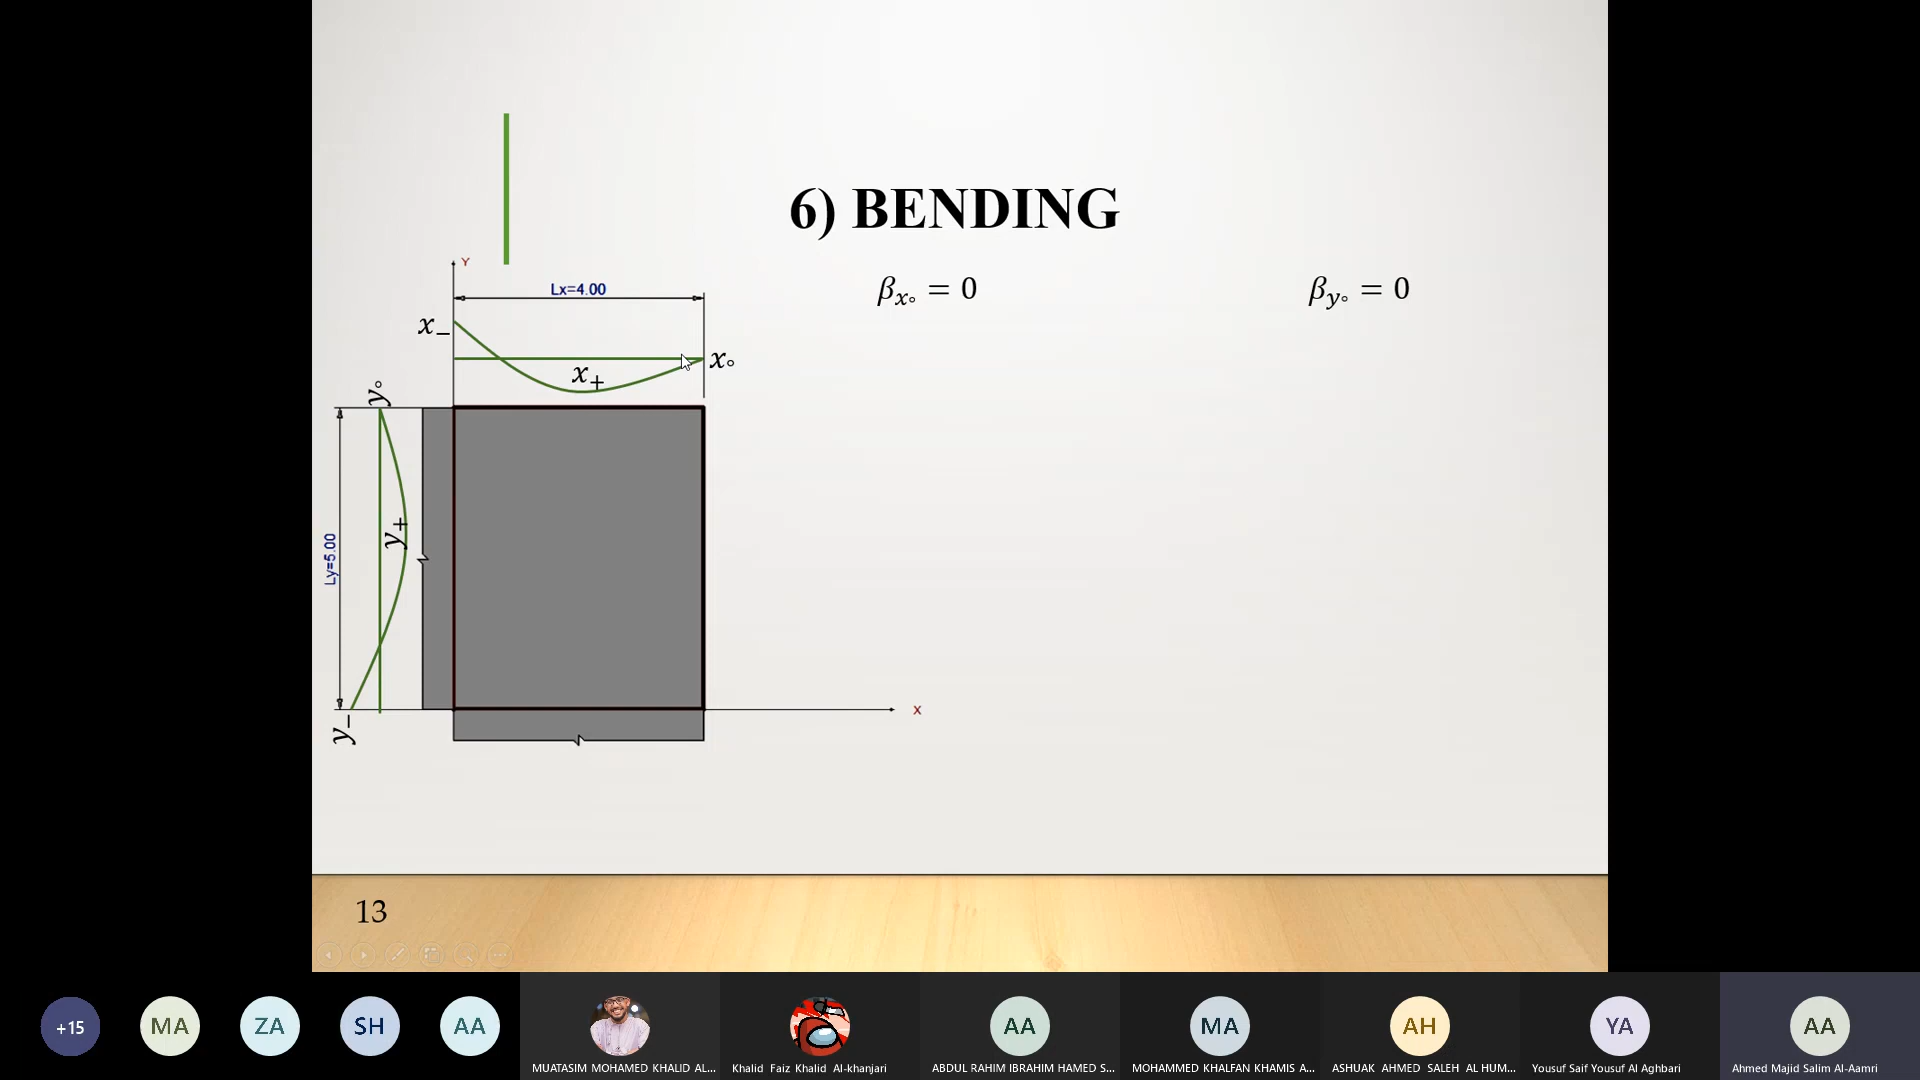 6) BENDING
Y
Lx=4.00
βx∘ = 0
βy∘ = 0
x−
x+
x∘
y∘
y+
Ly=5.00
y−
X
13
+15
MA
ZA
SH
AA
AA
MA
AH
YA
AA
MUATASIM MOHAMED KHALID AL...
Khalid Faiz Khalid Al-khanjari
ABDUL RAHIM IBRAHIM HAMED S...
MOHAMMED KHALFAN KHAMIS A...
ASHUAK AHMED SALEH AL HUM...
Yousuf Saif Yousuf Al Aghbari
Ahmed Majid Salim Al-Aamri